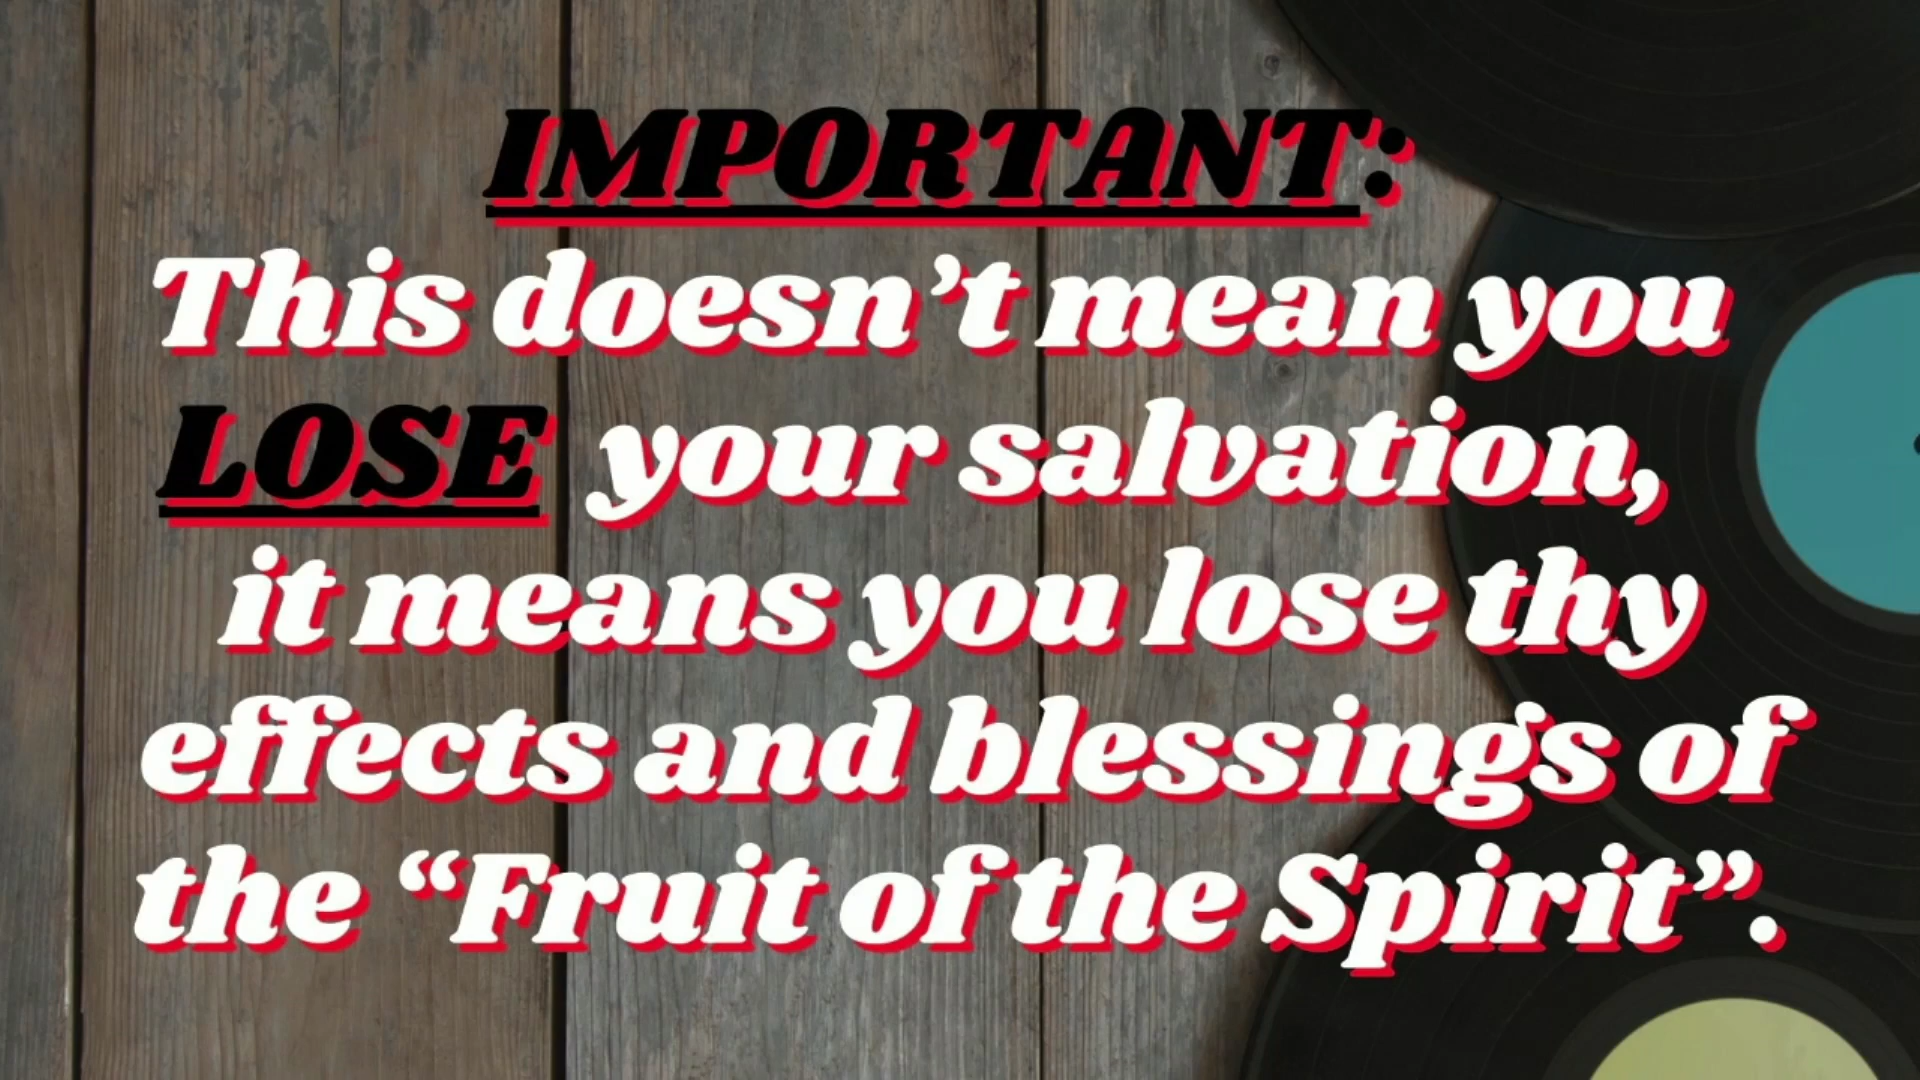 IMPORTANT:
This doesn’t mean you
LOSE your salvation,
it means you lose thy
effects and blessings of
the “Fruit of the Spirit”.